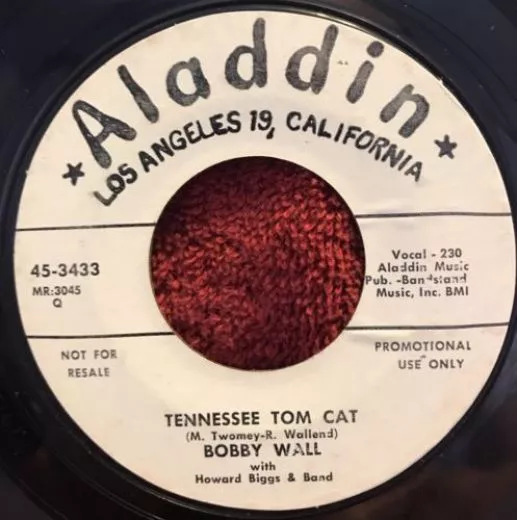 Aladdin
★ LOS ANGELES 19, CALIFORNIA ★
45-3433
MR:3045
Q
Vocal - 230
Aladdin Music
Pub. -Bandstand
Music, Inc. BMI
NOT FOR
RESALE
PROMOTIONAL
USE ONLY
TENNESSEE TOM CAT
(M. Twomey-R. Wallend)
BOBBY WALL
with
Howard Biggs & Band